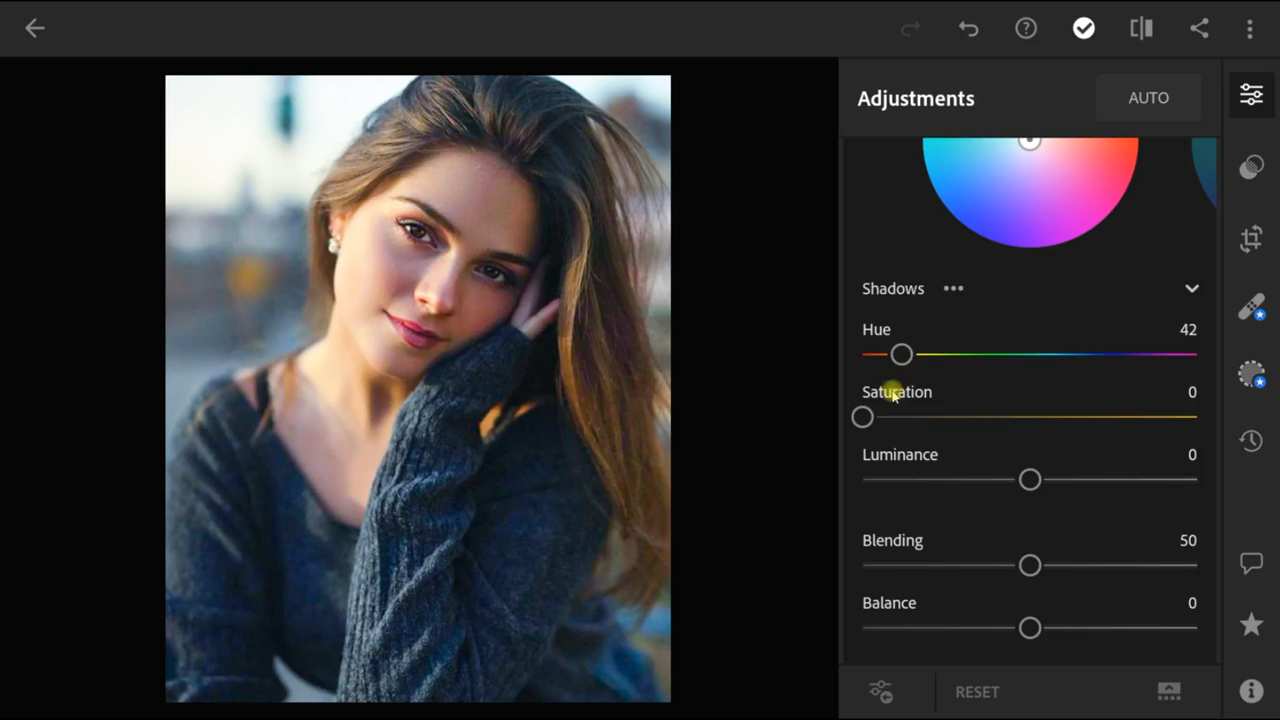 Adjustments AUTO
Shadows
Hue 42
Saturation 0
Luminance 0
Blending 50
Balance 0
RESET